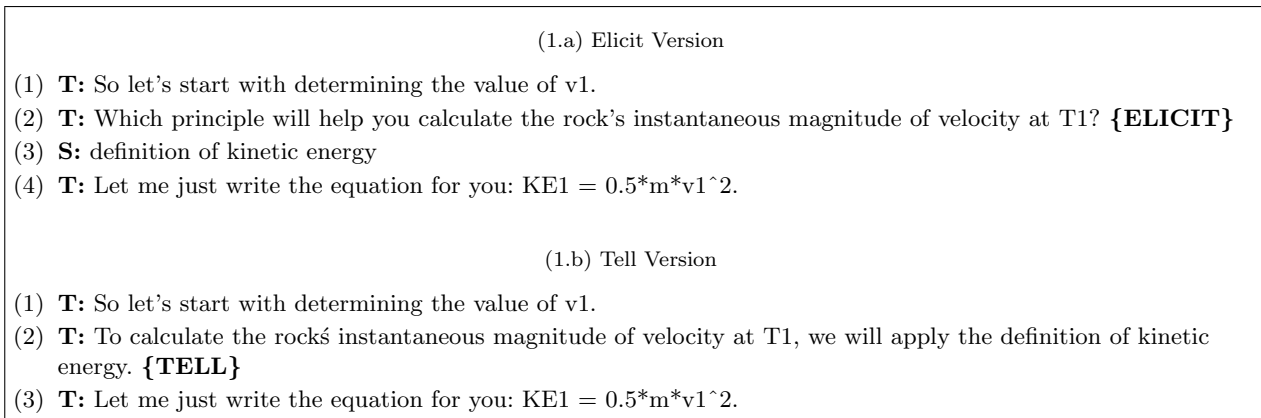 (1.a) Elicit Version
(1) T: So let's start with determining the value of v1.
(2) T: Which principle will help you calculate the rock's instantaneous magnitude of velocity at T1? {ELICIT}
(3) S: definition of kinetic energy
(4) T: Let me just write the equation for you: KE1 = 0.5*m*v1^2.
(1.b) Tell Version
(1) T: So let's start with determining the value of v1.
(2) T: To calculate the rockś instantaneous magnitude of velocity at T1, we will apply the definition of kinetic
energy. {TELL}
(3) T: Let me just write the equation for you: KE1 = 0.5*m*v1^2.